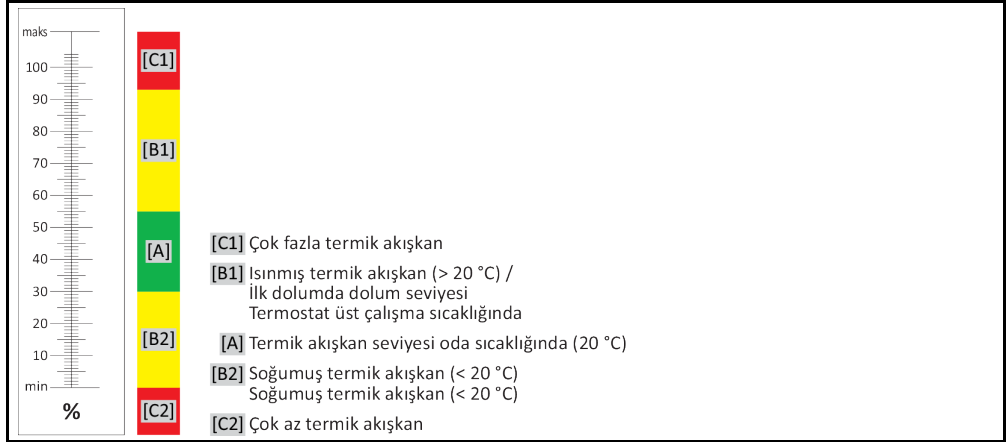 maks
100
90
80
70
60
50
40
30
20
10
min
%
[C1]
[B1]
[A]
[B2]
[C2]
[C1] Çok fazla termik akışkan
[B1] Isınmış termik akışkan (> 20 °C) /
İlk dolumda dolum seviyesi
Termostat üst çalışma sıcaklığında
[A] Termik akışkan seviyesi oda sıcaklığında (20 °C)
[B2] Soğumuş termik akışkan (< 20 °C)
Soğumuş termik akışkan (< 20 °C)
[C2] Çok az termik akışkan